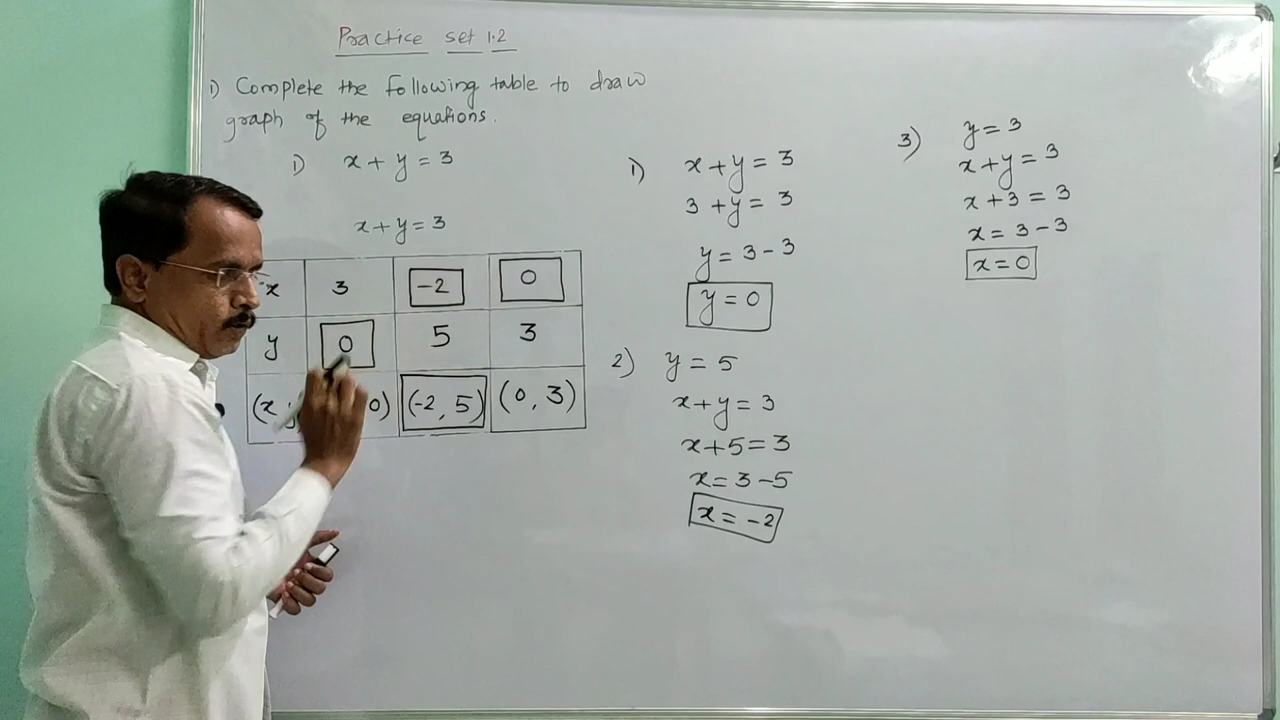 Practice set 1.2
1) Complete the following table to draw
graph of the equations.
1) x + y = 3
x + y = 3
x 3 -2 0
y 0 5 3
(x, 0) (-2, 5) (0, 3)
1) x + y = 3
3 + y = 3
y = 3 - 3
y = 0
2) y = 5
x + y = 3
x + 5 = 3
x = 3 - 5
x = -2
3) y = 3
x + y = 3
x + 3 = 3
x = 3 - 3
x = 0